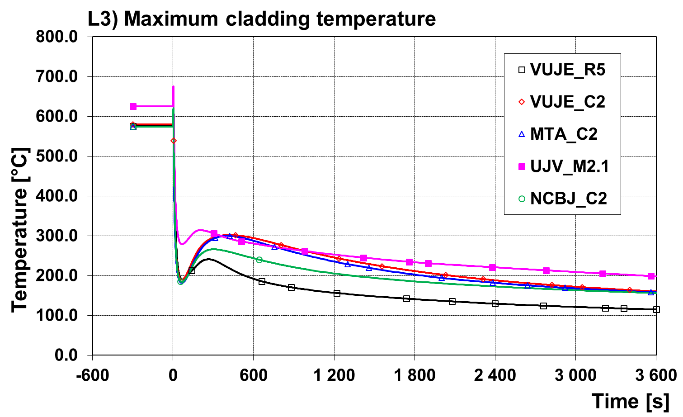 L3) Maximum cladding temperature
800.0
700.0
600.0
500.0
400.0
300.0
200.0
100.0
0.0
Temperature [°C]
VUJE_R5
VUJE_C2
MTA_C2
UJV_M2.1
NCBJ_C2
-600
0
600
1 200
1 800
2 400
3 000
3 600
Time [s]